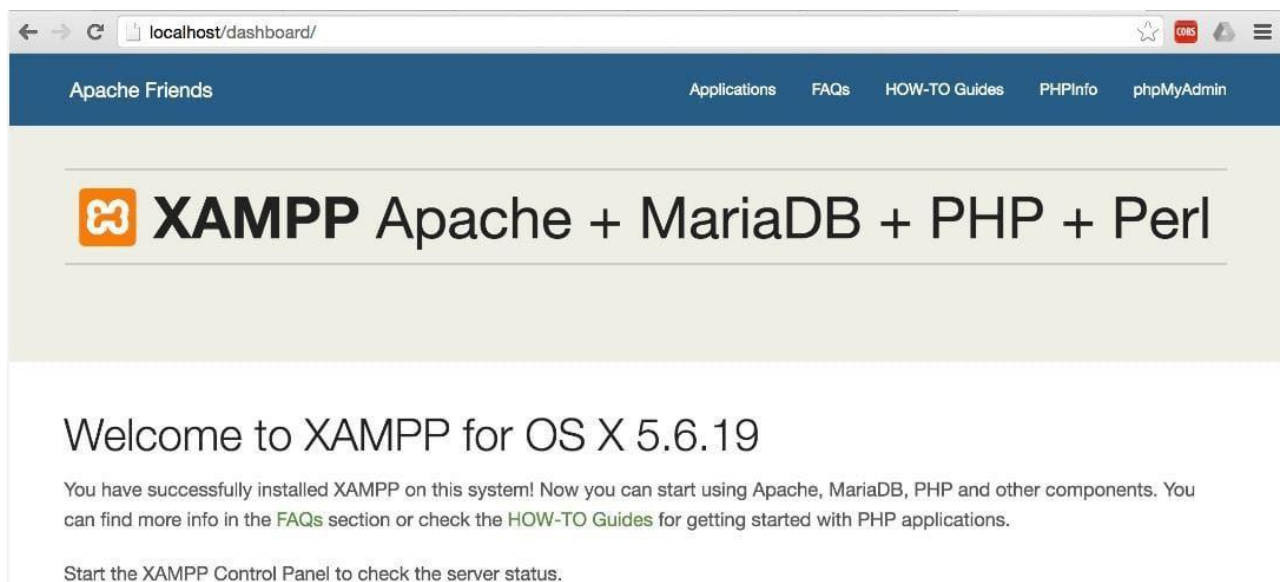 localhost/dashboard/
CORS
Apache Friends
Applications FAQs HOW-TO Guides PHPInfo phpMyAdmin
XAMPP Apache + MariaDB + PHP + Perl
Welcome to XAMPP for OS X 5.6.19
You have successfully installed XAMPP on this system! Now you can start using Apache, MariaDB, PHP and other components. You
can find more info in the FAQs section or check the HOW-TO Guides for getting started with PHP applications.
Start the XAMPP Control Panel to check the server status.